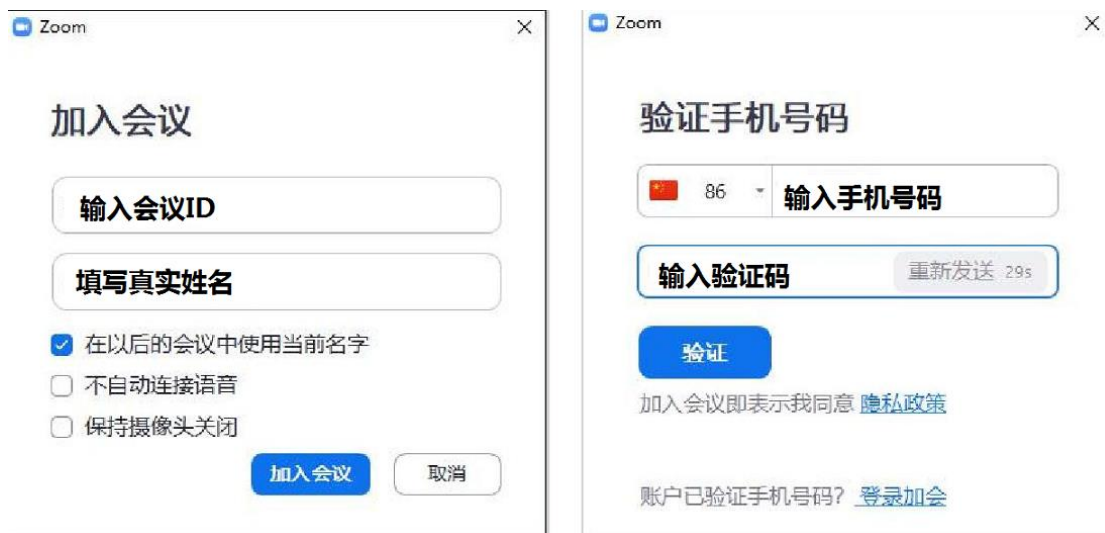 Zoom
加入会议
输入会议ID
填写真实姓名
在以后的会议中使用当前名字
不自动连接语音
保持摄像头关闭
加入会议 取消
Zoom
验证手机号码
86 输入手机号码
输入验证码 重新发送 29s
验证
加入会议即表示我同意 隐私政策
账户已验证手机号码？ 登录加会